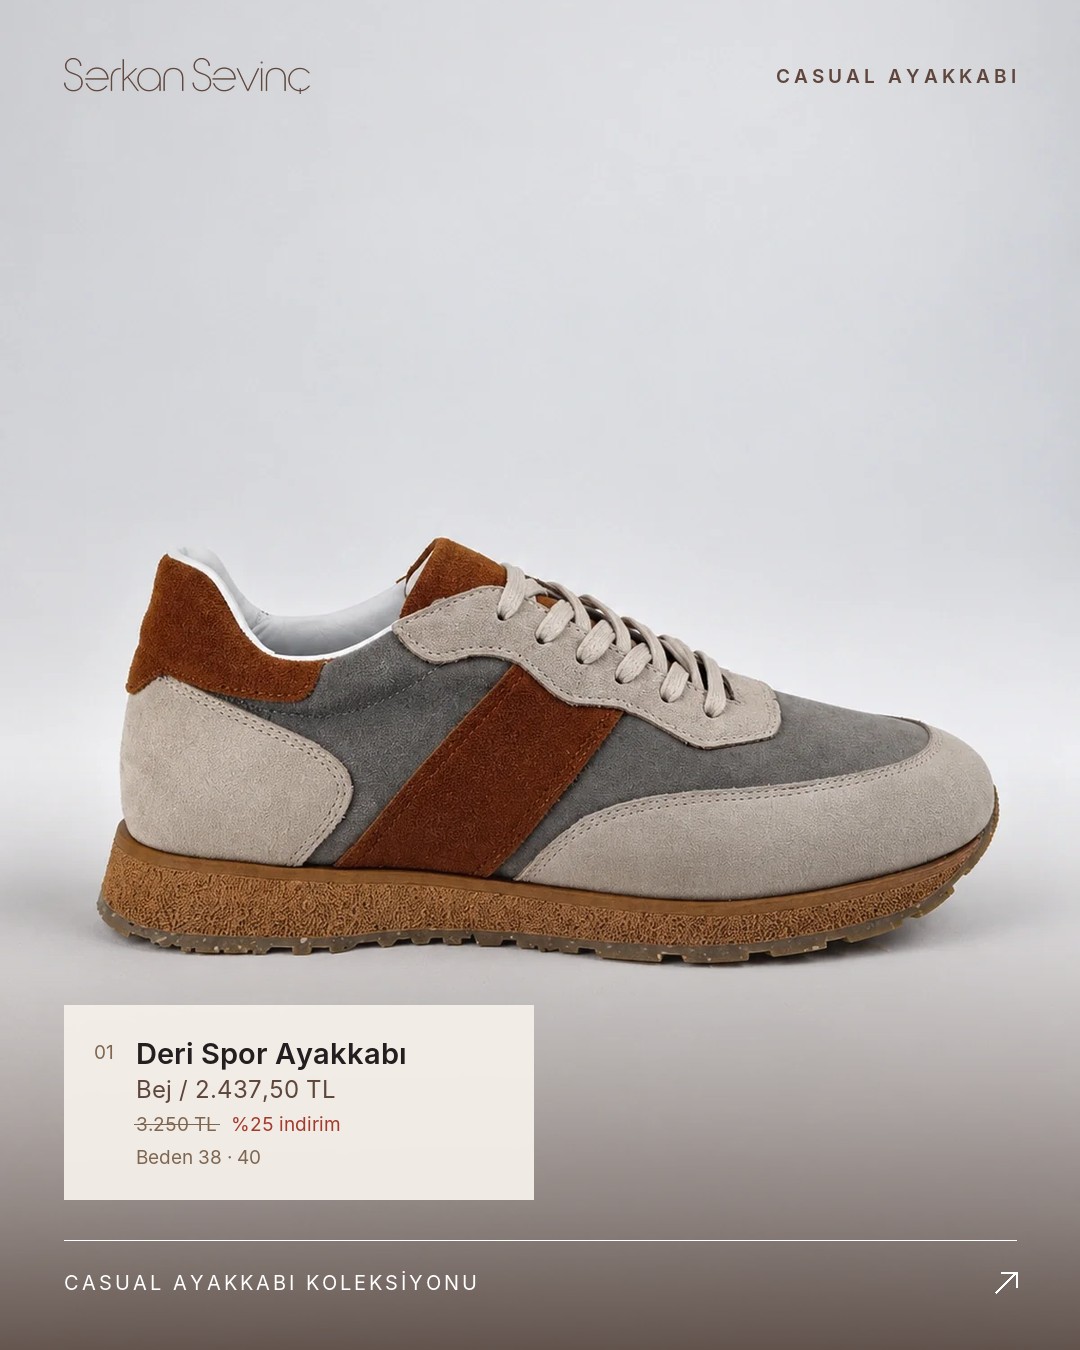 Serkan Sevinç
CASUAL AYAKKABI
01 Deri Spor Ayakkabı
Bej / 2.437,50 TL
3.250 TL %25 indirim
Beden 38 · 40
CASUAL AYAKKABI KOLEKSİYONU